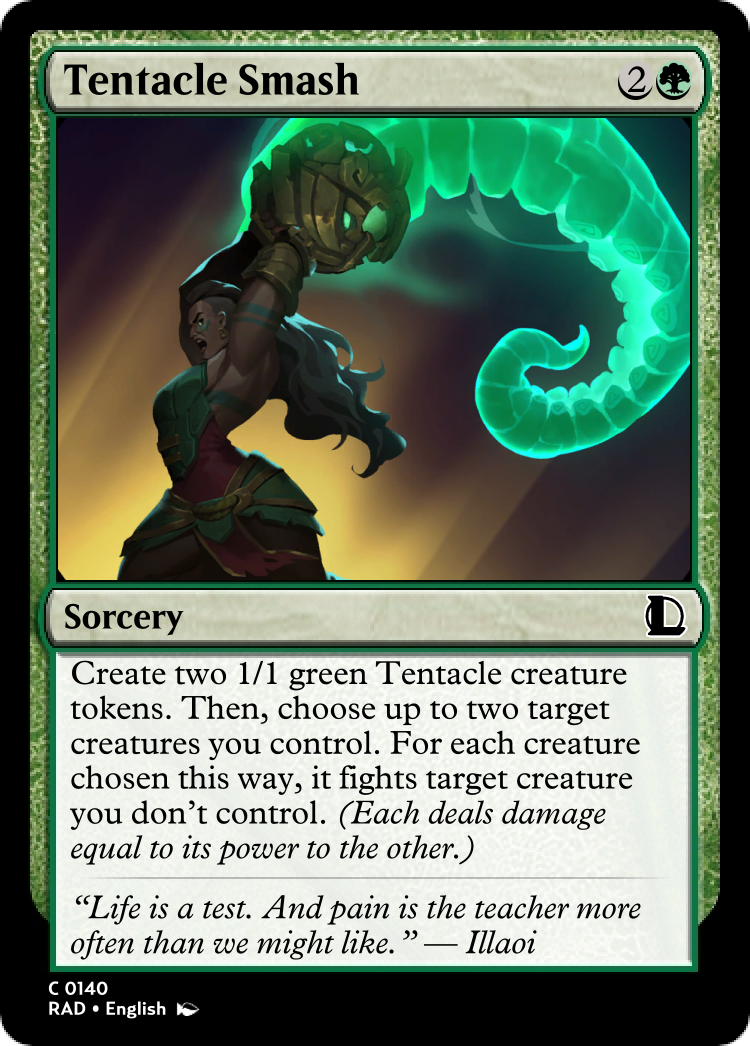 Tentacle Smash 2
Sorcery
Create two 1/1 green Tentacle creature
tokens. Then, choose up to two target
creatures you control. For each creature
chosen this way, it fights target creature
you don't control. (Each deals damage
equal to its power to the other.)
"Life is a test. And pain is the teacher more
often than we might like." — Illaoi
C 0140
RAD • English